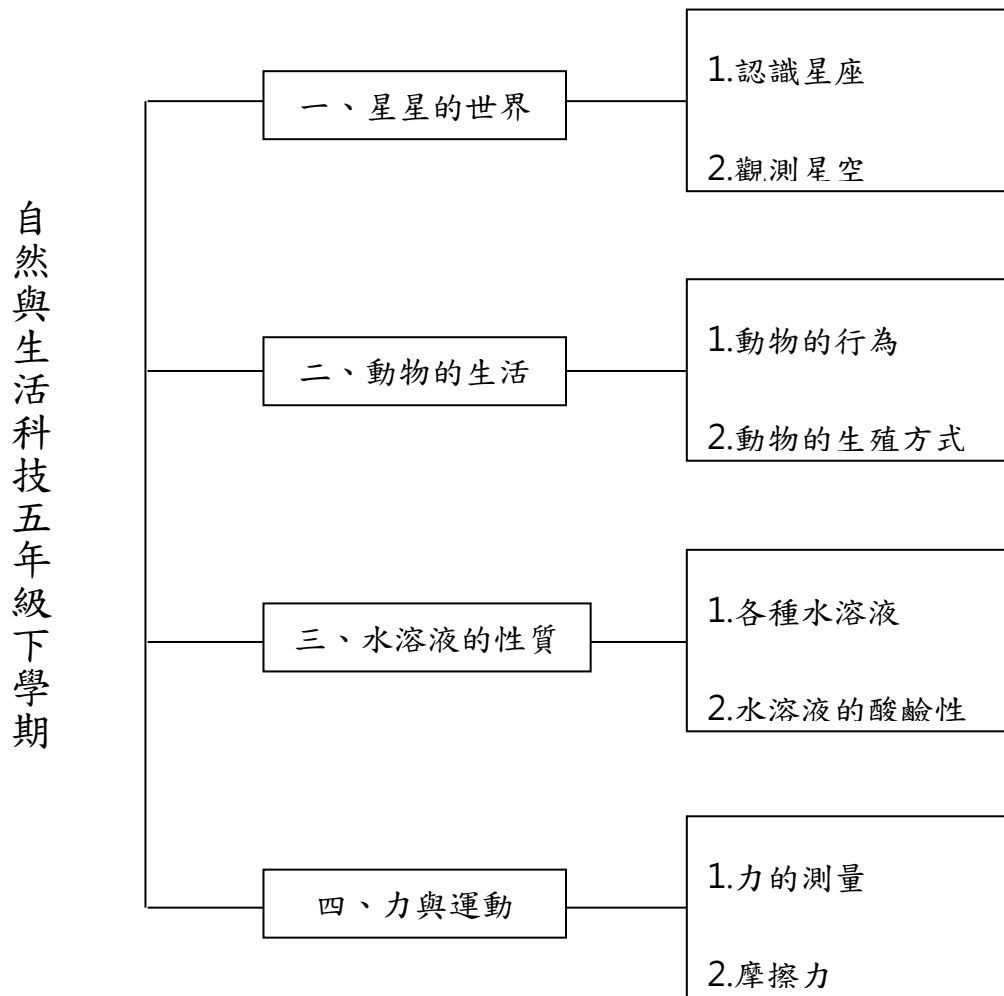 自然與生活科技五年級下學期
一、星星的世界
1.認識星座
2.觀測星空
二、動物的生活
1.動物的行為
2.動物的生殖方式
三、水溶液的性質
1.各種水溶液
2.水溶液的酸鹼性
四、力與運動
1.力的測量
2.摩擦力